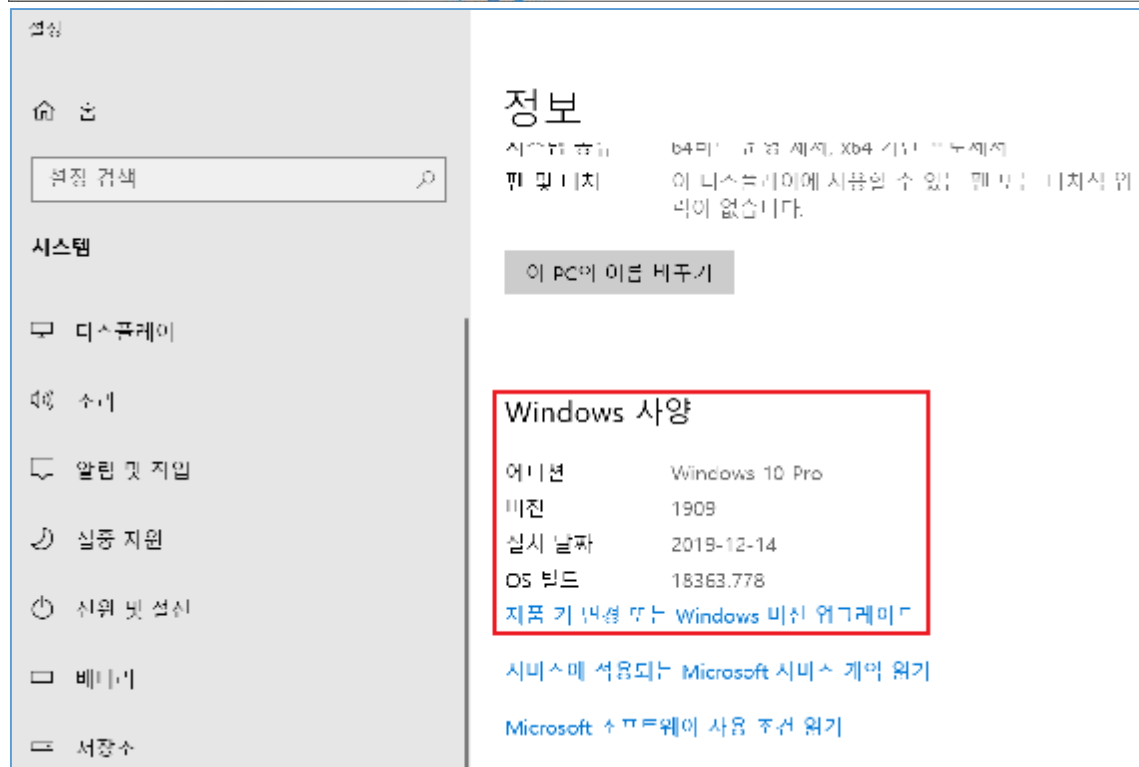 설정
홈
설정 검색
시스템
디스플레이
소리
알림 및 작업
집중 지원
전원 및 절전
배터리
저장소
정보
시스템 종류 64비트 운영 체제, x64 기반 프로세서
펜 및 터치 이 디스플레이에 사용할 수 있는 펜 또는 터치식 입
력이 없습니다.
이 PC의 이름 바꾸기
Windows 사양
에디션 Windows 10 Pro
버전 1909
설치 날짜 2019-12-14
OS 빌드 18363.778
제품 키 변경 또는 Windows 버전 업그레이드
서비스에 적용되는 Microsoft 서비스 계약 읽기
Microsoft 소프트웨어 사용 조건 읽기